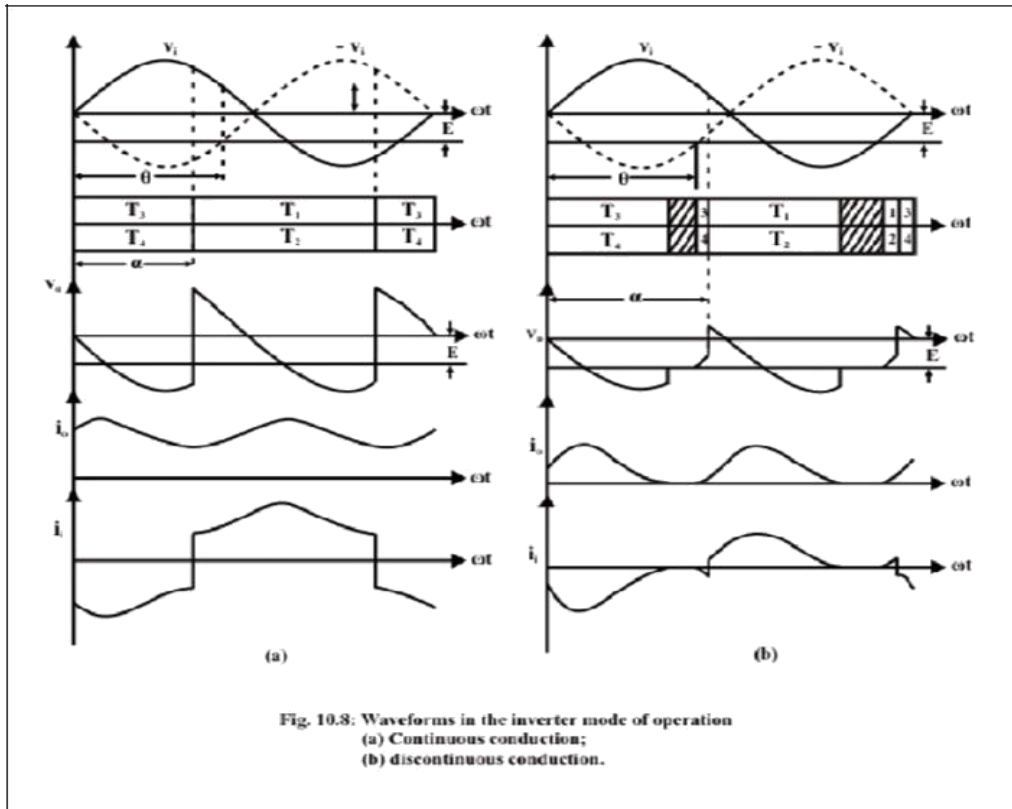 vi
- vi
ωt
E
θ
T3 T1 T3
T4 T2 T4
ωt
α
vo
ωt
E
io
ωt
ii
ωt
(a)
vi
- vi
ωt
E
θ
T3 3 T1 1 3
T4 4 T2 2 4
ωt
α
vo
ωt
E
io
ωt
ii
ωt
(b)
Fig. 10.8: Waveforms in the inverter mode of operation
(a) Continuous conduction;
(b) discontinuous conduction.